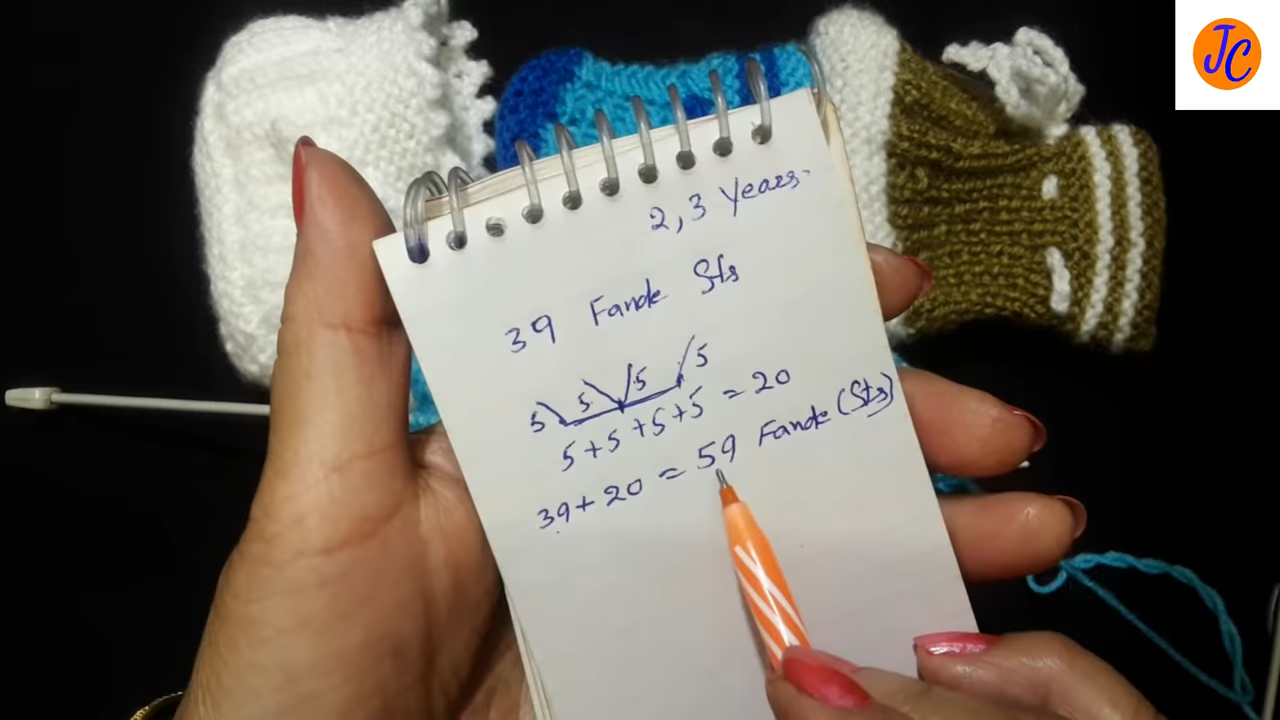 JC
2,3 Years.
39 Fande Sts
5 5 5 5
5+5+5+5 = 20
39+20 = 59 Fande (Sts)